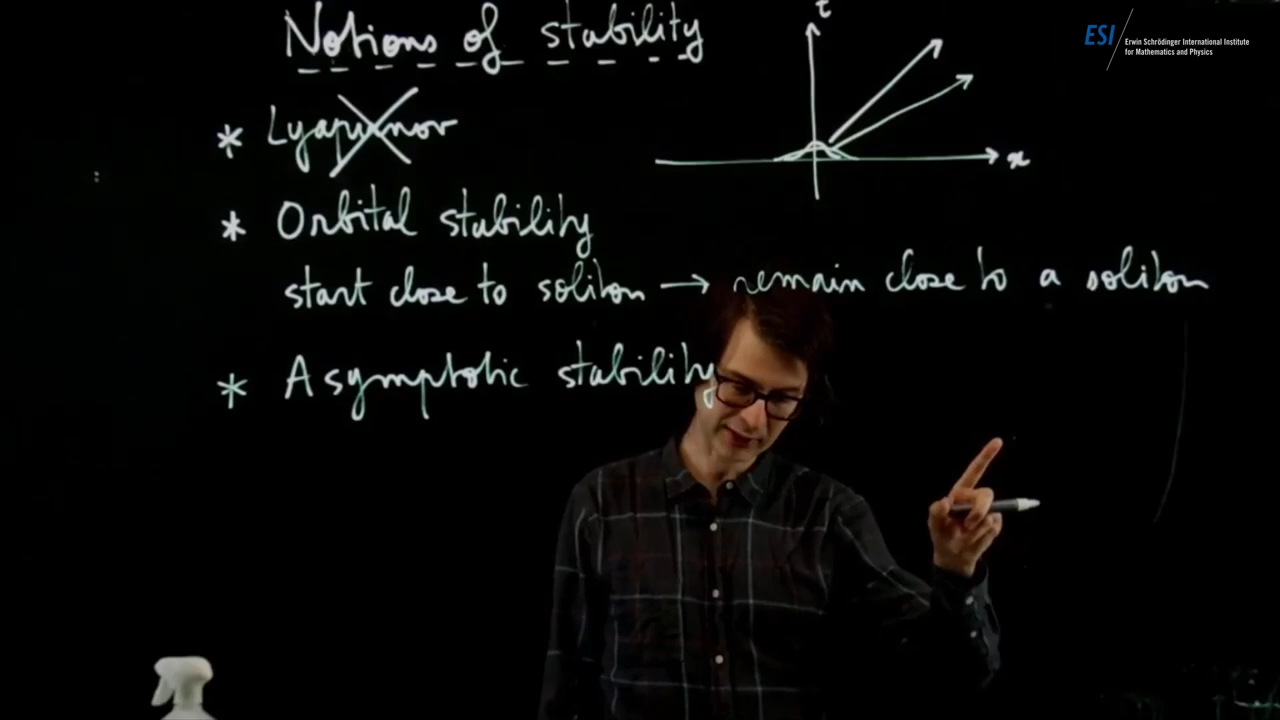 Notions of stability
t
ESI Erwin Schrödinger International Institute
for Mathematics and Physics
* Lyapunov
x
* Orbital stability
start close to soliton → remain close to a soliton
* Asymptotic stability